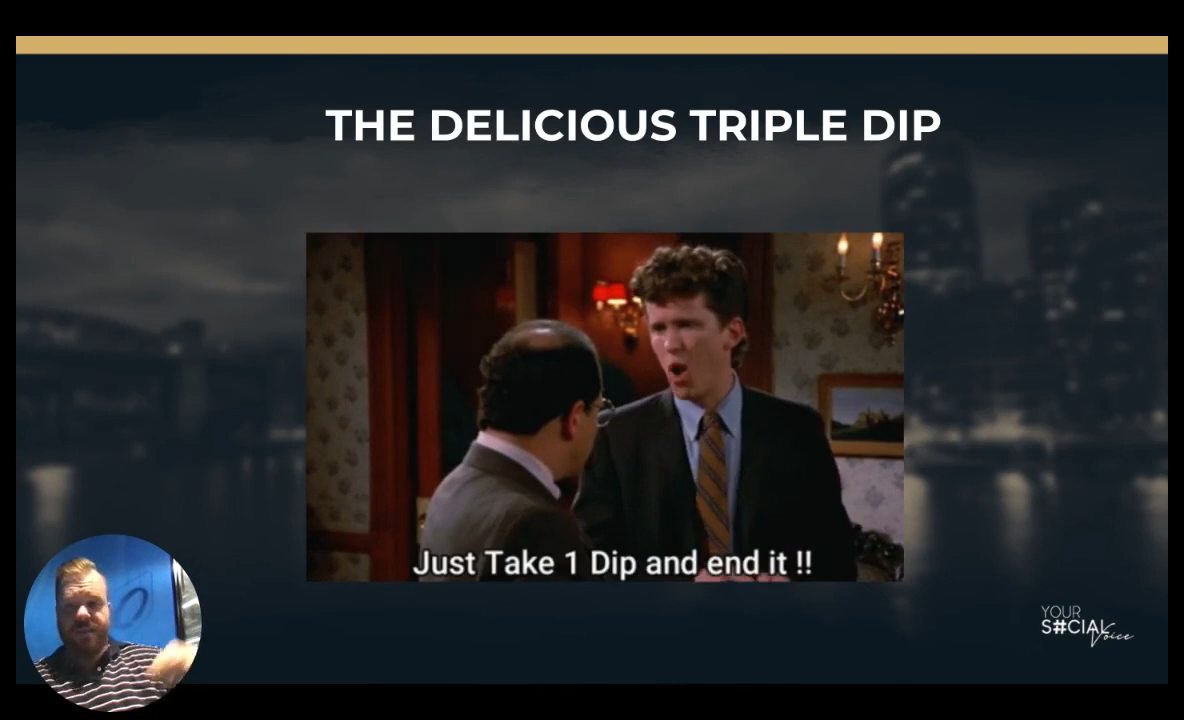 THE DELICIOUS TRIPLE DIP
Just Take 1 Dip and end it !!
YOUR
S#CIAL
Voice